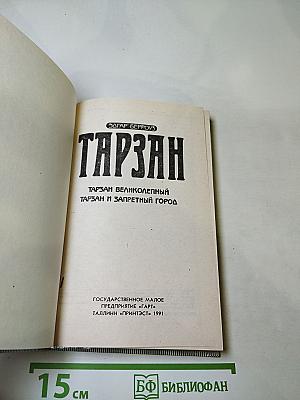 ЭДГАР БЕРРОУЗ
ТАРЗАН
ТАРЗАН ВЕЛИКОЛЕПНЫЙ
ТАРЗАН И ЗАПРЕТНЫЙ ГОРОД
ГОСУДАРСТВЕННОЕ МАЛОЕ
ПРЕДПРИЯТИЕ «ГАРТ»
ТАЛЛИНН «ПРИНТЭСТ» 1991
15 СМ
БФ БИБЛИОФАН